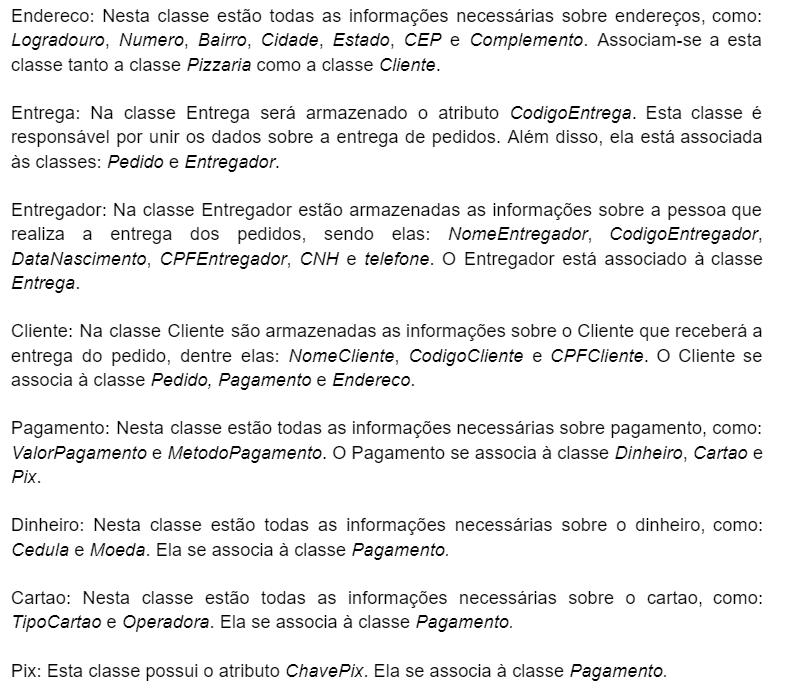 Endereco: Nesta classe estão todas as informações necessárias sobre endereços, como:
Logradouro, Numero, Bairro, Cidade, Estado, CEP e Complemento. Associam-se a esta
classe tanto a classe Pizzaria como a classe Cliente.
Entrega: Na classe Entrega será armazenado o atributo CodigoEntrega. Esta classe é
responsável por unir os dados sobre a entrega de pedidos. Além disso, ela está associada
às classes: Pedido e Entregador.
Entregador: Na classe Entregador estão armazenadas as informações sobre a pessoa que
realiza a entrega dos pedidos, sendo elas: NomeEntregador, CodigoEntregador,
DataNascimento, CPFEntregador, CNH e telefone. O Entregador está associado à classe
Entrega.
Cliente: Na classe Cliente são armazenadas as informações sobre o Cliente que receberá a
entrega do pedido, dentre elas: NomeCliente, CodigoCliente e CPFCliente. O Cliente se
associa à classe Pedido, Pagamento e Endereco.
Pagamento: Nesta classe estão todas as informações necessárias sobre pagamento, como:
ValorPagamento e MetodoPagamento. O Pagamento se associa à classe Dinheiro, Cartao e
Pix.
Dinheiro: Nesta classe estão todas as informações necessárias sobre o dinheiro, como:
Cedula e Moeda. Ela se associa à classe Pagamento.
Cartao: Nesta classe estão todas as informações necessárias sobre o cartao, como:
TipoCartao e Operadora. Ela se associa à classe Pagamento.
Pix: Esta classe possui o atributo ChavePix. Ela se associa à classe Pagamento.